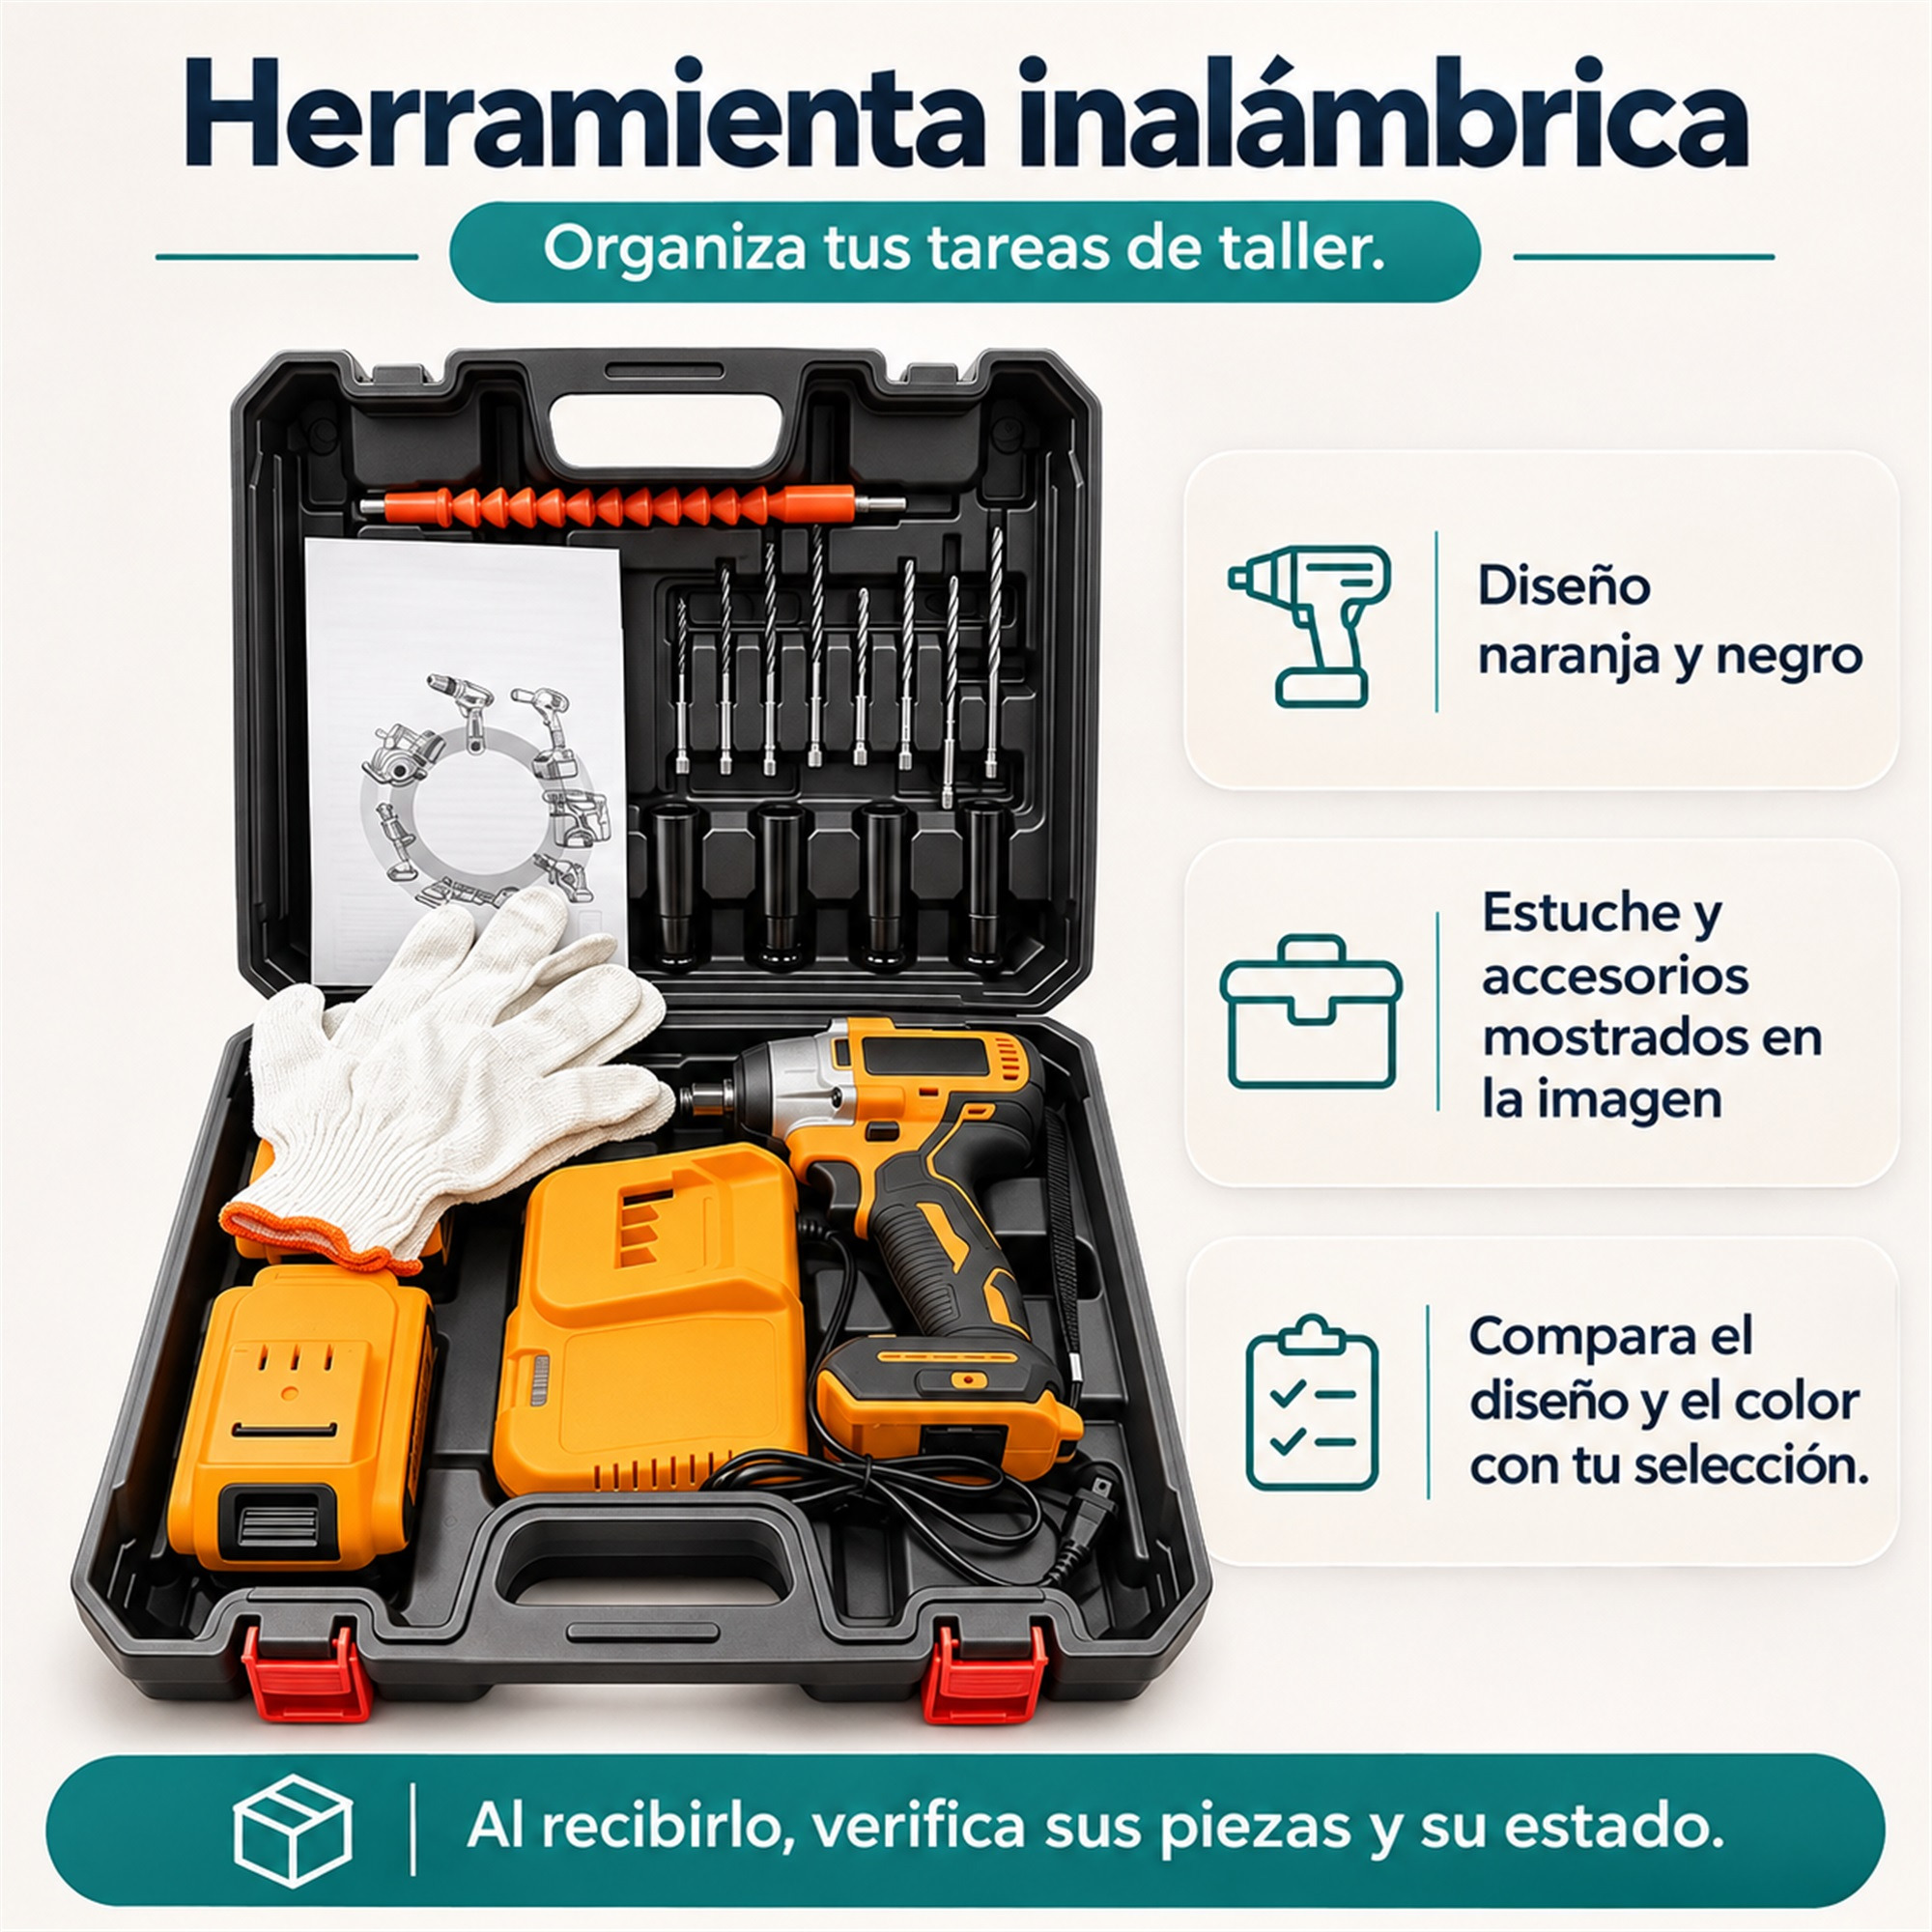 Herramienta inalámbrica
Organiza tus tareas de taller.
Diseño
naranja y negro
Estuche y
accesorios
mostrados en
la imagen
Compara el
diseño y el color
con tu selección.
Al recibirlo, verifica sus piezas y su estado.